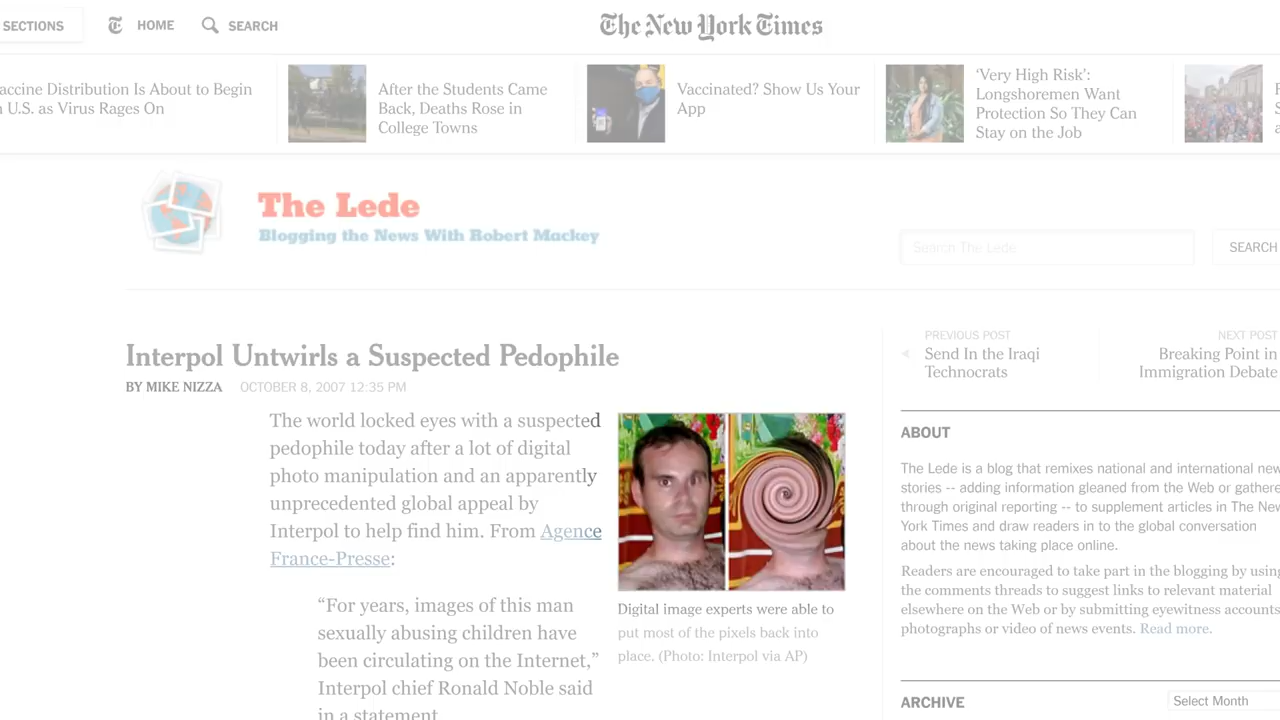 SECTIONS
HOME
SEARCH
The New York Times
accine Distribution Is About to Begin
U.S. as Virus Rages On
After the Students Came
Back, Deaths Rose in
College Towns
Vaccinated? Show Us Your
App
‘Very High Risk’:
Longshoremen Want
Protection So They Can
Stay on the Job
The Lede
Blogging the News With Robert Mackey
Search The Lede
SEARCH
Interpol Untwirls a Suspected Pedophile
BY MIKE NIZZA OCTOBER 8, 2007 12:35 PM
The world locked eyes with a suspected
pedophile today after a lot of digital
photo manipulation and an apparently
unprecedented global appeal by
Interpol to help find him. From Agence
France-Presse:
“For years, images of this man
sexually abusing children have
been circulating on the Internet,”
Interpol chief Ronald Noble said
in a statement
Digital image experts were able to
put most of the pixels back into
place. (Photo: Interpol via AP)
PREVIOUS POST
Send In the Iraqi
Technocrats
NEXT POST
Breaking Point in
Immigration Debate
ABOUT
The Lede is a blog that remixes national and international new
stories -- adding information gleaned from the Web or gathere
through original reporting -- to supplement articles in The New
York Times and draw readers in to the global conversation
about the news taking place online.
Readers are encouraged to take part in the blogging by using
the comments threads to suggest links to relevant material
elsewhere on the Web or by submitting eyewitness accounts
photographs or video of news events. Read more.
ARCHIVE
Select Month